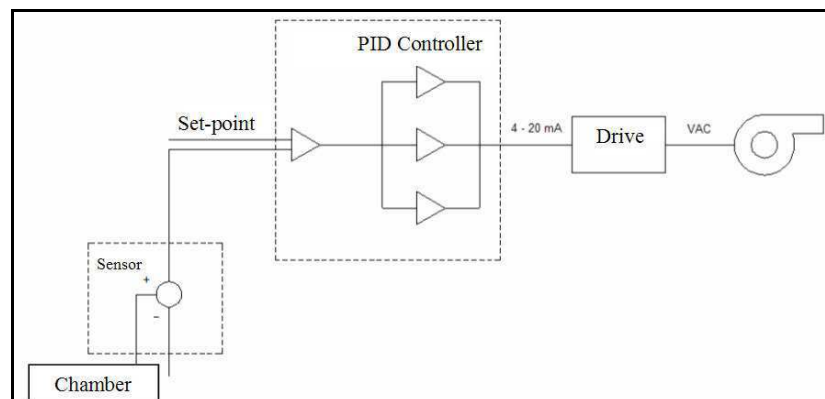 PID Controller
Set-point
4 - 20 mA
Drive
VAC
Sensor
+
−
Chamber